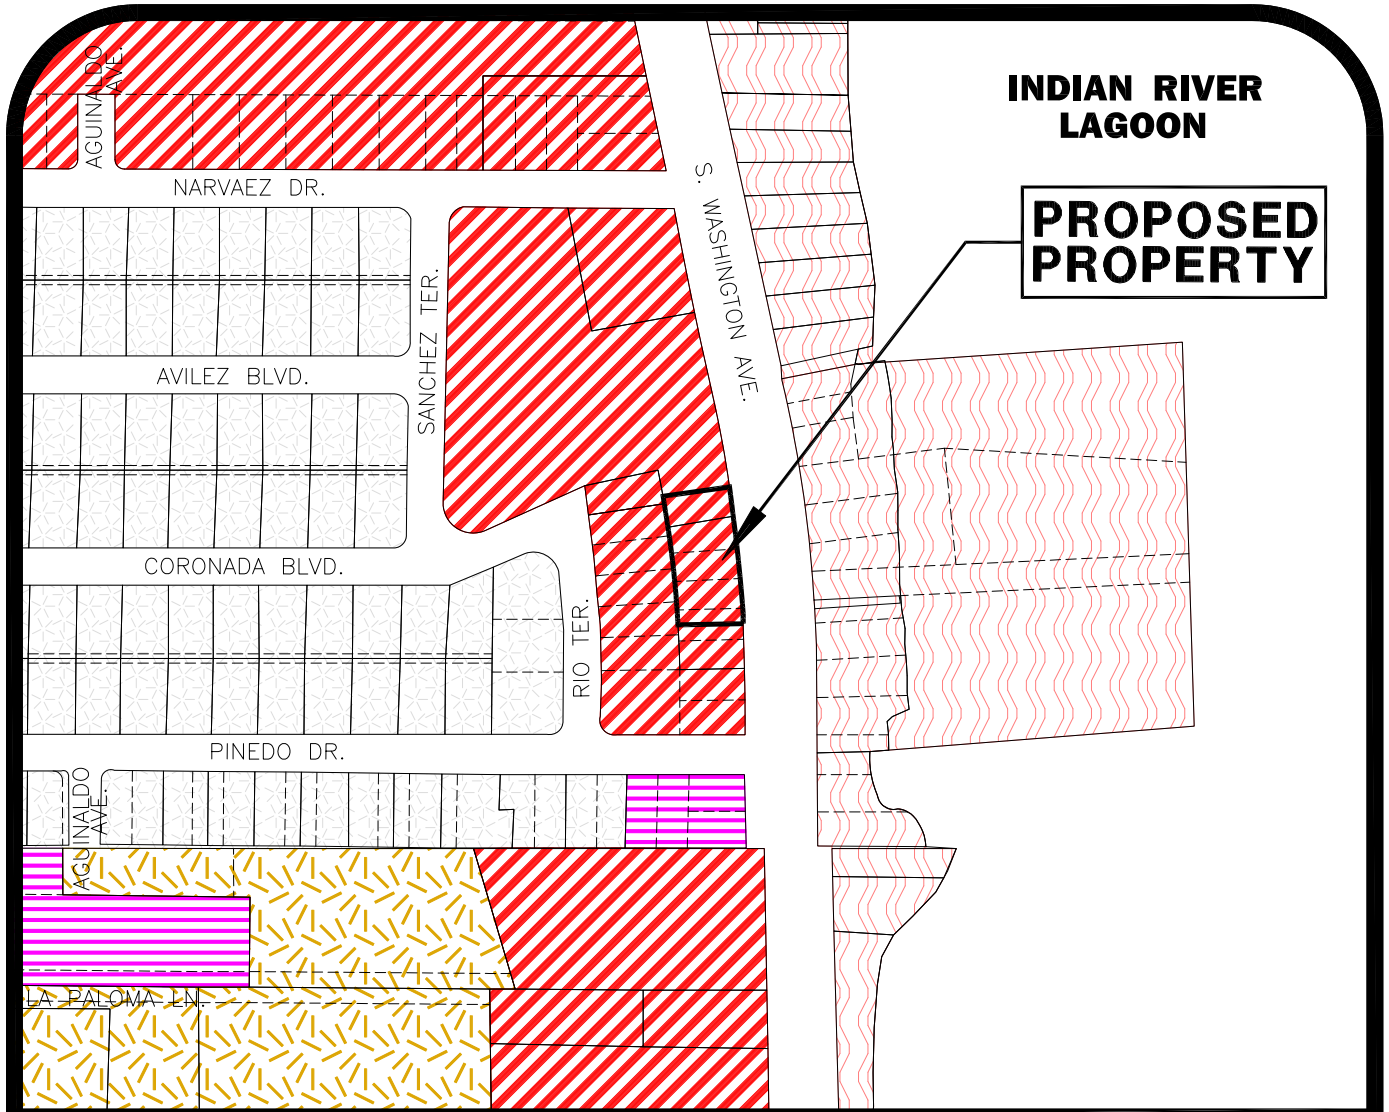 AGUINALDO
AVE.
INDIAN RIVER
LAGOON
NARVAEZ DR.
S. WASHINGTON AVE.
PROPOSED
PROPERTY
SANCHEZ TER.
AVILEZ BLVD.
CORONADA BLVD.
RIO TER.
PINEDO DR.
AGUINALDO
AVE.
LA PALOMA LN.